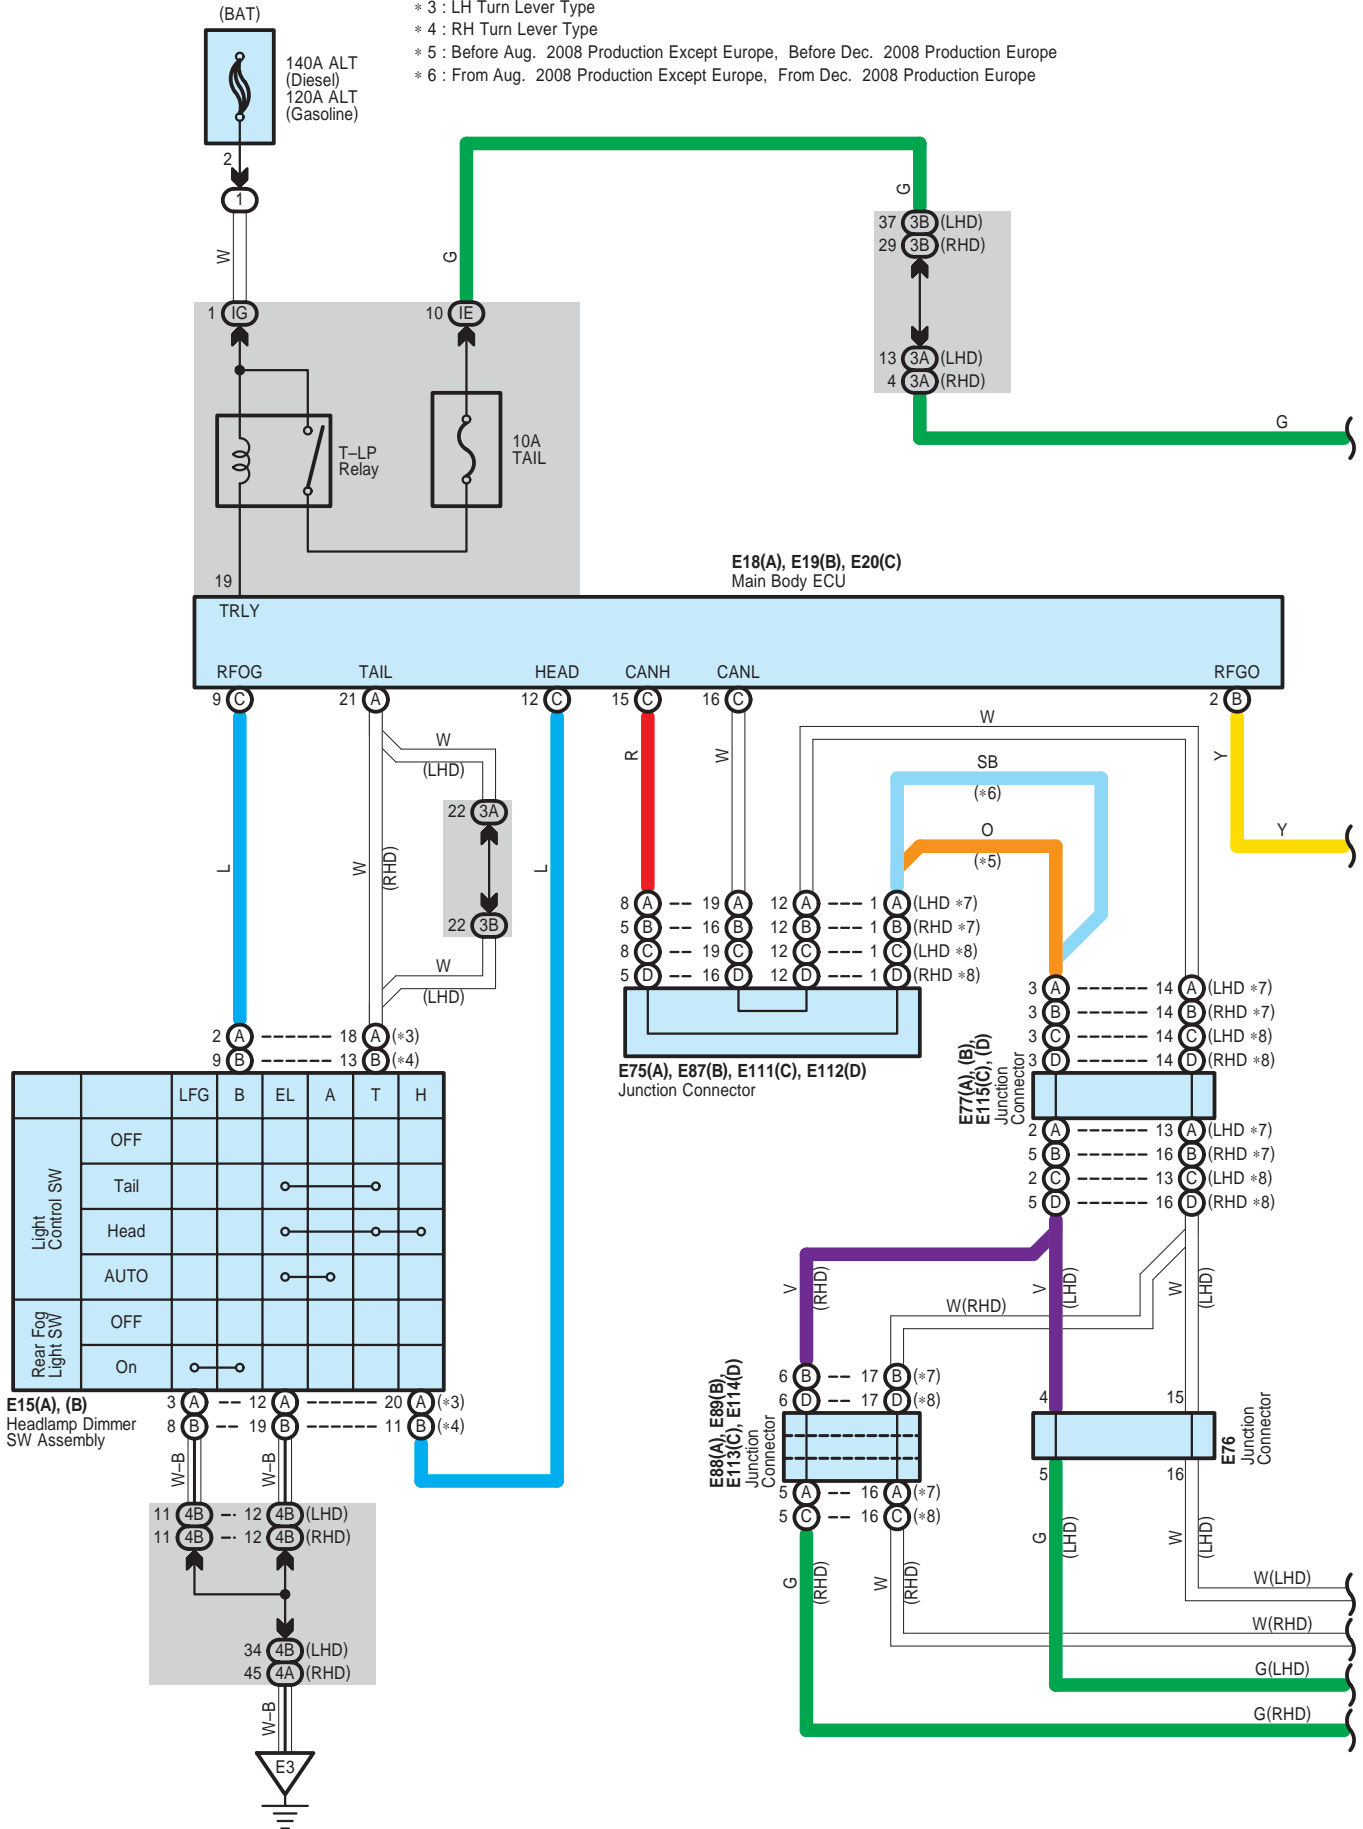 (BAT)
∗ 3 : LH Turn Lever Type
∗ 4 : RH Turn Lever Type
∗ 5 : Before Aug. 2008 Production Except Europe, Before Dec. 2008 Production Europe
∗ 6 : From Aug. 2008 Production Except Europe, From Dec. 2008 Production Europe
140A ALT
(Diesel)
120A ALT
(Gasoline)
2
1
W
G
G
37 3B (LHD)
29 3B (RHD)
13 3A (LHD)
4 3A (RHD)
G
1 IG
10 IE
T–LP
Relay
10A
TAIL
19
E18(A), E19(B), E20(C)
Main Body ECU
TRLY
RFOG TAIL HEAD CANH CANL RFGO
9 C 21 A 12 C 15 C 16 C 2 B
L
W
(RHD)
W
(LHD)
22 3A
22 3B
W
(LHD)
L
R
W
W
SB
(∗6)
O
(∗5)
Y
Y
8 A 19 A 12 A 1 A (LHD ∗7)
5 B 16 B 12 B 1 B (RHD ∗7)
8 C 19 C 12 C 1 C (LHD ∗8)
5 D 16 D 12 D 1 D (RHD ∗8)
E75(A), E87(B), E111(C), E112(D)
Junction Connector
3 A 14 A (LHD ∗7)
3 B 14 B (RHD ∗7)
3 C 14 C (LHD ∗8)
3 D 14 D (RHD ∗8)
E77(A), (B),
E115(C), (D)
Junction
Connector
2 A 13 A (LHD ∗7)
5 B 16 B (RHD ∗7)
2 C 13 C (LHD ∗8)
5 D 16 D (RHD ∗8)
2 A 18 A (∗3)
9 B 13 B (∗4)
LFG B EL A T H
Light
Control SW
OFF
Tail
Head
AUTO
Rear Fog
Light SW
OFF
On
E15(A), (B)
Headlamp Dimmer
SW Assembly
3 A 12 A 20 A (∗3)
8 B 19 B 11 B (∗4)
W–B
W–B
11 4B 12 4B (LHD)
11 4B 12 4B (RHD)
34 4B (LHD)
45 4A (RHD)
W–B
E3
V
(RHD)
W(RHD)
V
(LHD)
W
(LHD)
6 B 17 B (∗7)
6 D 17 D (∗8)
E88(A), E89(B),
E113(C), E114(D)
Junction
Connector
5 A 16 A (∗7)
5 C 16 C (∗8)
4 15
E76
Junction
Connector
5 16
G
(RHD)
W
(RHD)
G
(LHD)
W
(LHD)
W(LHD)
W(RHD)
G(LHD)
G(RHD)